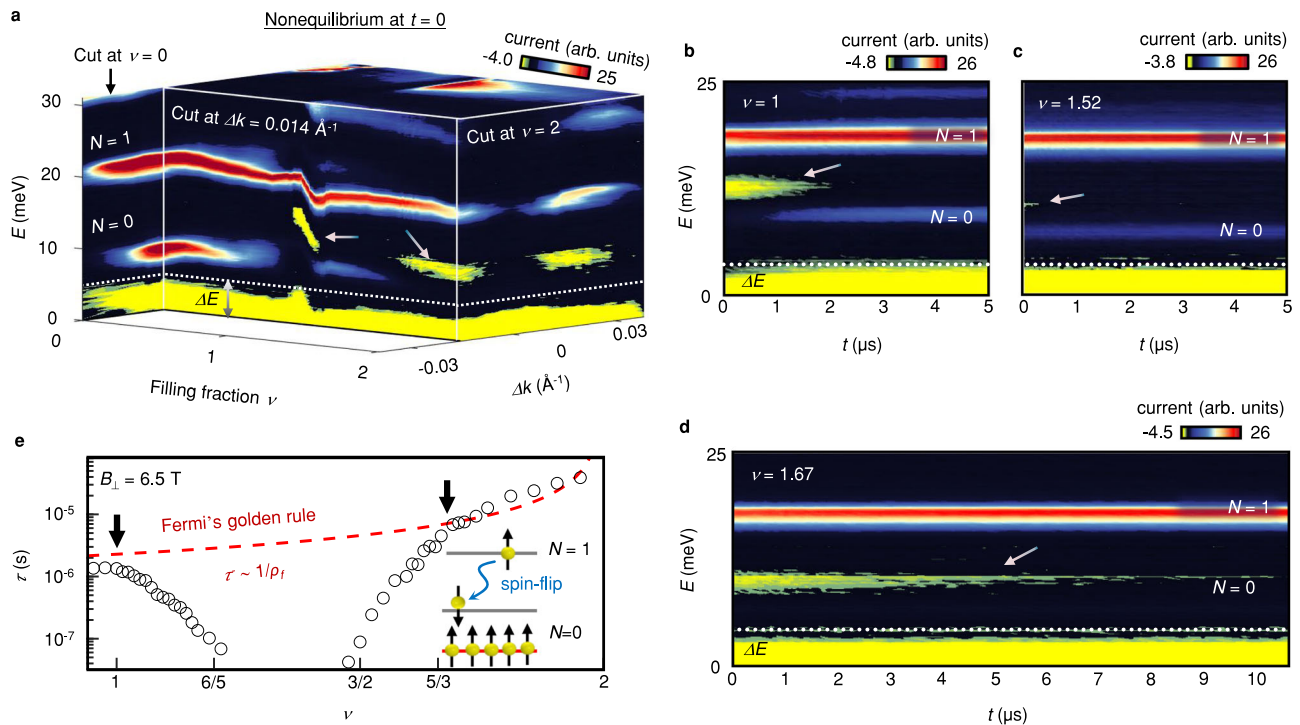 a
Nonequilibrium at t = 0
Cut at ν = 0
current (arb. units)
-4.0
25
Cut at Δk = 0.014 Å⁻¹
Cut at ν = 2
N = 1
N = 0
ΔE
E (meV)
30
20
10
0
0
1
2
Filling fraction ν
-0.03
0
0.03
Δk (Å⁻¹)
b
current (arb. units)
-4.8
26
ν = 1
N = 1
N = 0
ΔE
E (meV)
25
0
0
1
2
3
4
5
t (µs)
c
current (arb. units)
-3.8
26
ν = 1.52
N = 1
N = 0
ΔE
E (meV)
25
0
0
1
2
3
4
5
t (µs)
d
current (arb. units)
-4.5
26
ν = 1.67
N = 1
N = 0
ΔE
E (meV)
25
0
0 1 2 3 4 5 6 7 8 9 10
t (µs)
e
B⊥ = 6.5 T
Fermi's golden rule
τ ~ 1/ρf
N = 1
spin-flip
N=0
τ (s)
10⁻⁵
10⁻⁶
10⁻⁷
1
6/5
3/2
5/3
2
ν